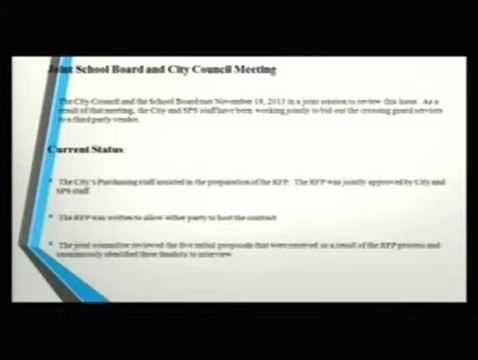 Joint School Board and City Council Meeting
The City Council and the School Board met November 19, 2013 in a joint session to review this issue. As a
result of that meeting, the City and SPS staff have been working jointly to bid out the crossing guard services
to a third party vendor.
Current Status
The City's Purchasing staff assisted in the preparation of the RFP. The RFP was jointly approved by City and
SPS staff
The RFP was written to allow either party to host the contract
The joint committee reviewed the five initial proposals that were received as a result of the RFP process and
unanimously identified three finalists to interview